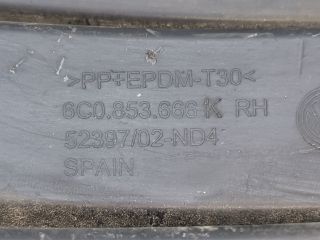 >PP+EPDM-T30<
6C0.853.666 K RH
52397/02-ND4
SPAIN